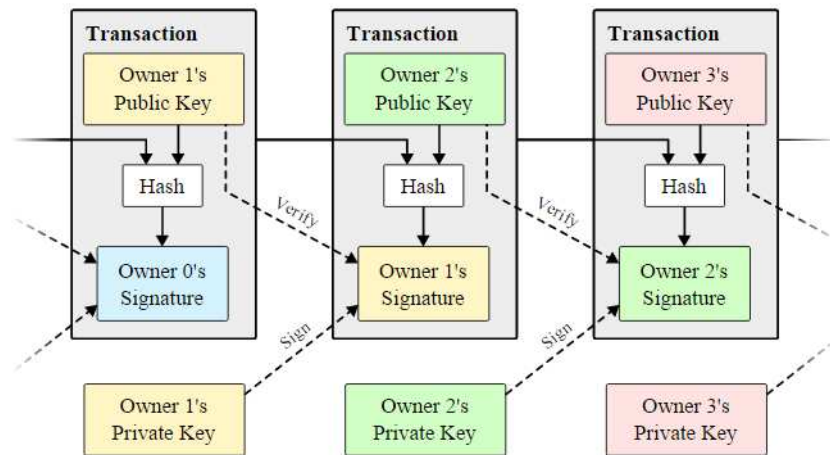 Transaction
Transaction
Transaction
Owner 1's
Public Key
Owner 2's
Public Key
Owner 3's
Public Key
Hash
Hash
Hash
Verify
Verify
Owner 0's
Signature
Owner 1's
Signature
Owner 2's
Signature
Sign
Sign
Owner 1's
Private Key
Owner 2's
Private Key
Owner 3's
Private Key